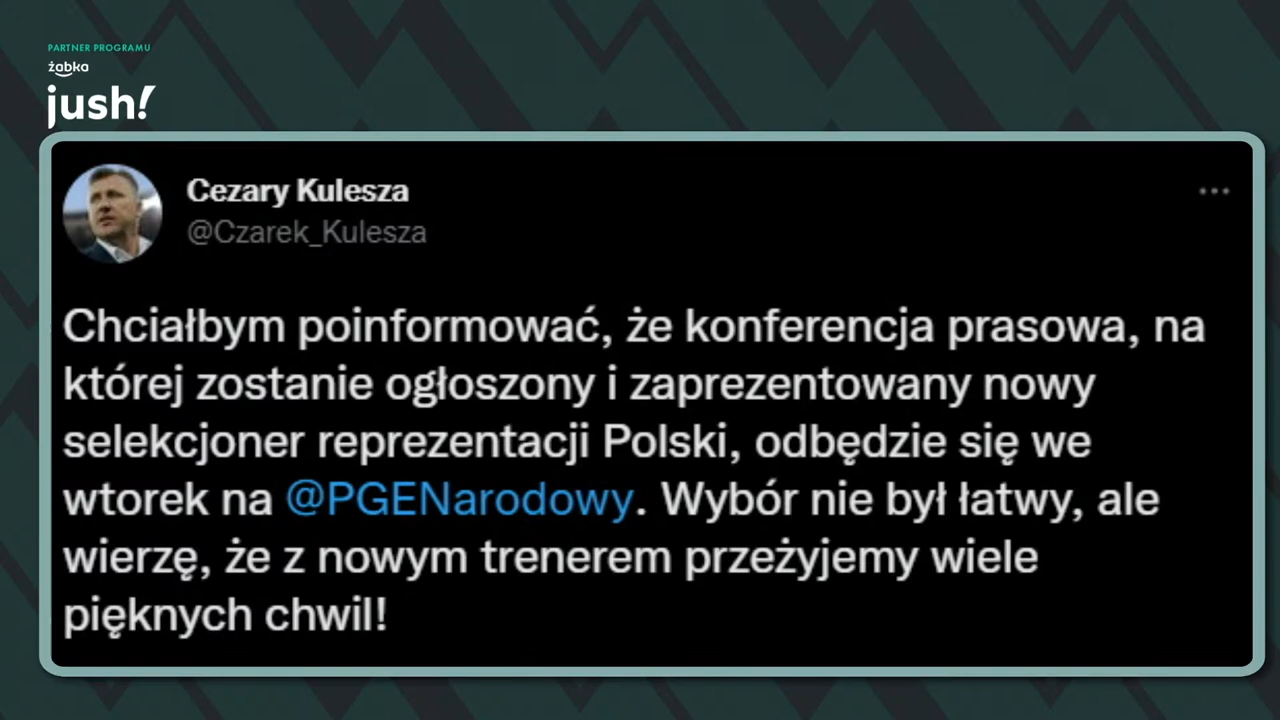 PARTNER PROGRAMU
żabka
jush!
Cezary Kulesza
@Czarek_Kulesza
Chciałbym poinformować, że konferencja prasowa, na
której zostanie ogłoszony i zaprezentowany nowy
selekcjoner reprezentacji Polski, odbędzie się we
wtorek na @PGENarodowy. Wybór nie był łatwy, ale
wierzę, że z nowym trenerem przeżyjemy wiele
pięknych chwil!